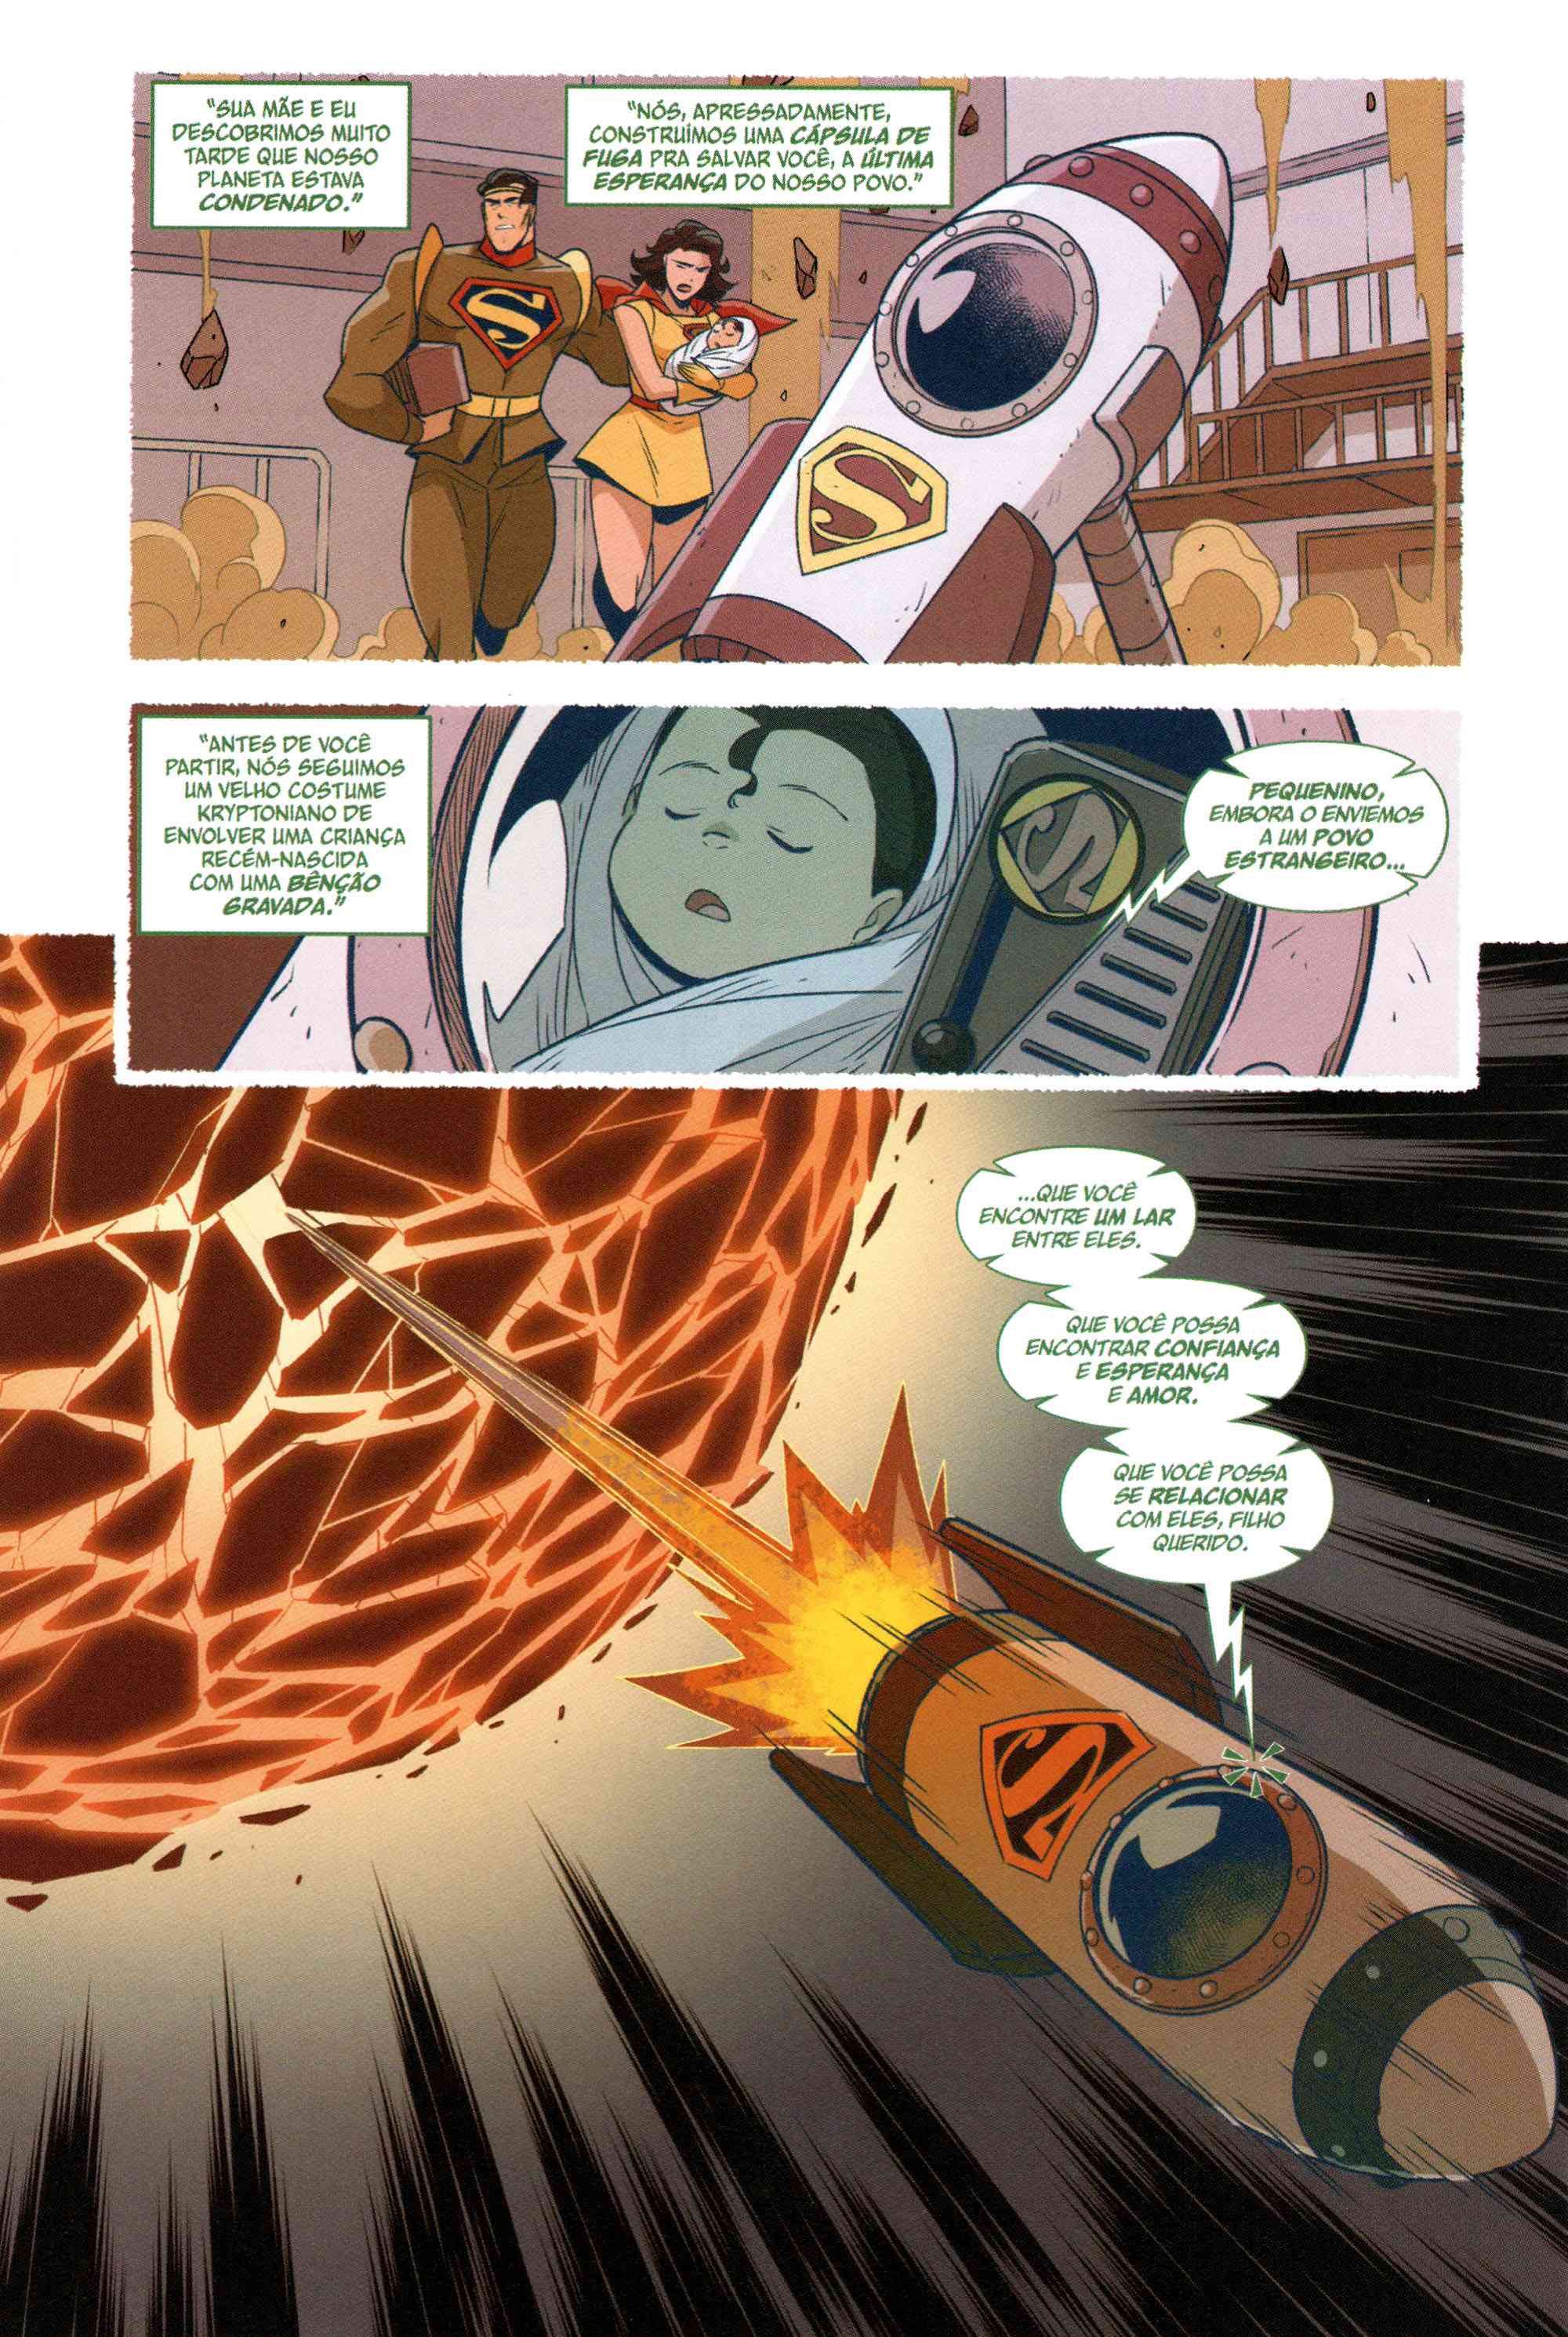 "SUA MÃE E EU
DESCOBRIMOS MUITO
TARDE QUE NOSSO
PLANETA ESTAVA
CONDENADO."
"NÓS, APRESSADAMENTE,
CONSTRUÍMOS UMA CÁPSULA DE
FUGA PRA SALVAR VOCÊ, A ÚLTIMA
ESPERANÇA DO NOSSO POVO."
S
S
"ANTES DE VOCÊ
PARTIR, NÓS SEGUIMOS
UM VELHO COSTUME
KRYPTONIANO DE
ENVOLVER UMA CRIANÇA
RECÉM-NASCIDA
COM UMA BÊNÇÃO
GRAVADA."
PEQUENINO,
EMBORA O ENVIEMOS
A UM POVO
ESTRANGEIRO...
S
...QUE VOCÊ
ENCONTRE UM LAR
ENTRE ELES.
QUE VOCÊ POSSA
ENCONTRAR CONFIANÇA
E ESPERANÇA
E AMOR.
QUE VOCÊ POSSA
SE RELACIONAR
COM ELES, FILHO
QUERIDO.
S